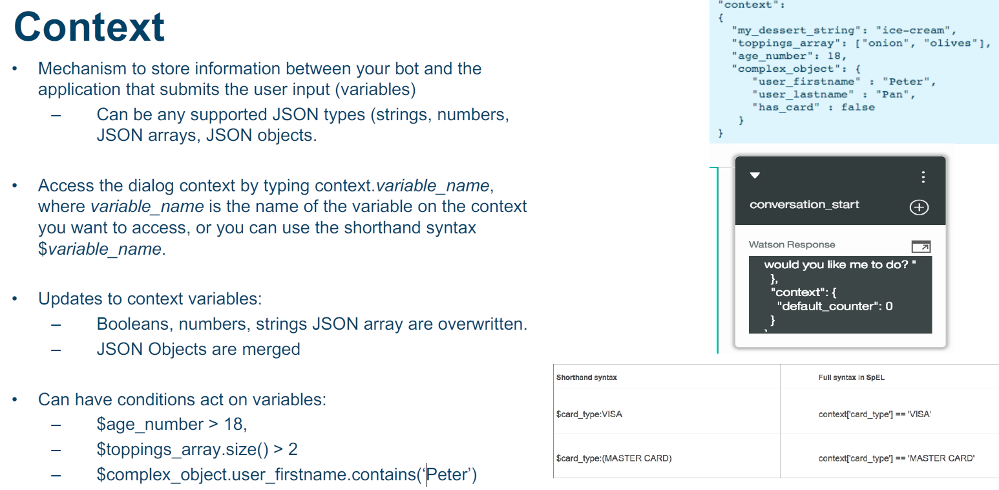 Context
• Mechanism to store information between your bot and the
application that submits the user input (variables)
– Can be any supported JSON types (strings, numbers,
JSON arrays, JSON objects.
• Access the dialog context by typing context.variable_name,
where variable_name is the name of the variable on the context
you want to access, or you can use the shorthand syntax
$variable_name.
• Updates to context variables:
– Booleans, numbers, strings JSON array are overwritten.
– JSON Objects are merged
• Can have conditions act on variables:
– $age_number > 18,
– $toppings_array.size() > 2
– $complex_object.user_firstname.contains(‘Peter’)
"context":
{
"my_dessert_string": "ice-cream",
"toppings_array": ["onion", "olives"],
"age_number": 18,
"complex_object": {
"user_firstname" : "Peter",
"user_lastname" : "Pan",
"has_card" : false
}
}
conversation_start
Watson Response
would you like me to do? "
},
"context": {
"default_counter": 0
}
Shorthand syntax Full syntax in SpEL
$card_type:VISA context['card_type'] == 'VISA'
$card_type:(MASTER CARD) context['card_type'] == 'MASTER CARD'